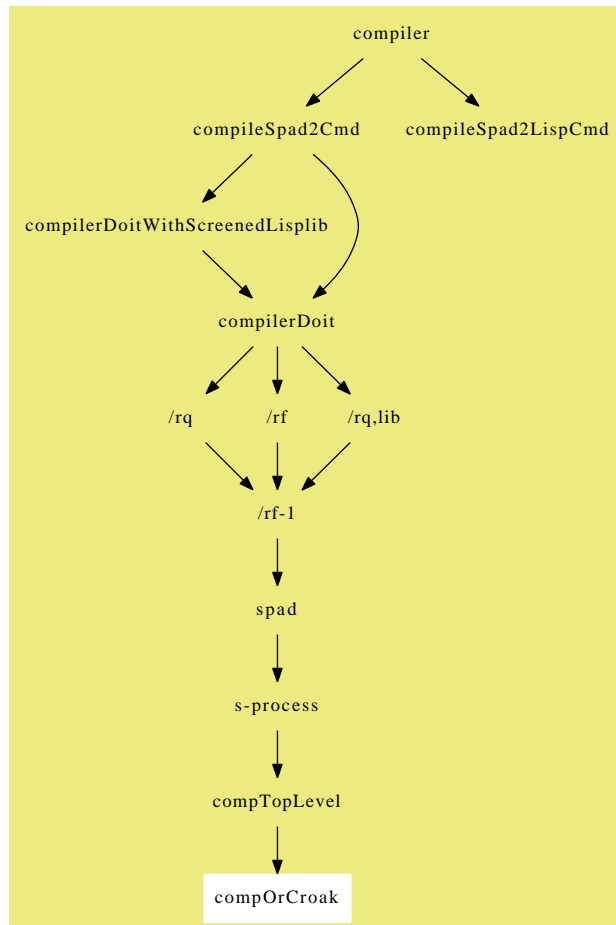 compiler
compileSpad2Cmd compileSpad2LispCmd
compilerDoitWithScreenedLisplib
compilerDoit
/rq /rf /rq,lib
/rf-1
spad
s-process
compTopLevel
compOrCroak